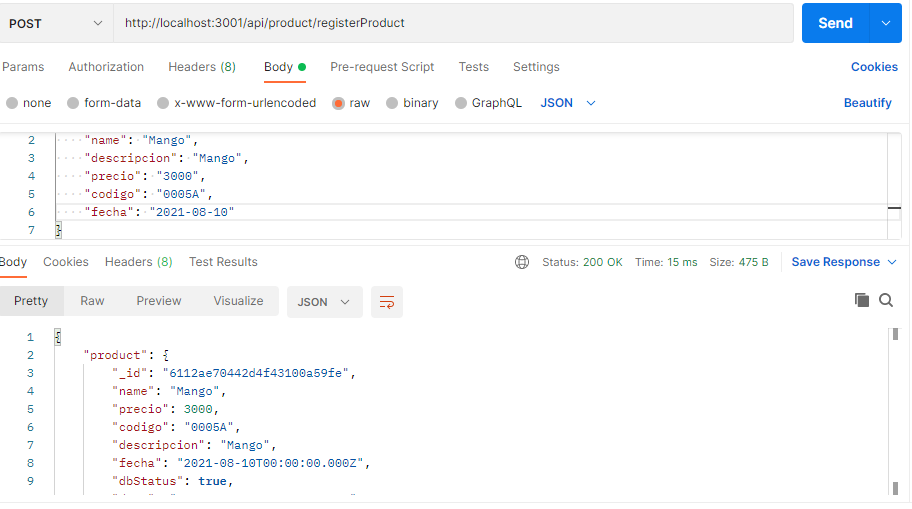 POST http://localhost:3001/api/product/registerProduct Send
Params Authorization Headers (8) Body Pre-request Script Tests Settings Cookies
none form-data x-www-form-urlencoded raw binary GraphQL JSON Beautify
2 "name": "Mango",
3 "descripcion": "Mango",
4 "precio": "3000",
5 "codigo": "0005A",
6 "fecha": "2021-08-10"
7 }
Body Cookies Headers (8) Test Results Status: 200 OK Time: 15 ms Size: 475 B Save Response
Pretty Raw Preview Visualize JSON
1 {
2 "product": {
3 "_id": "6112ae70442d4f43100a59fe",
4 "name": "Mango",
5 "precio": 3000,
6 "codigo": "0005A",
7 "descripcion": "Mango",
8 "fecha": "2021-08-10T00:00:00.000Z",
9 "dbStatus": true,